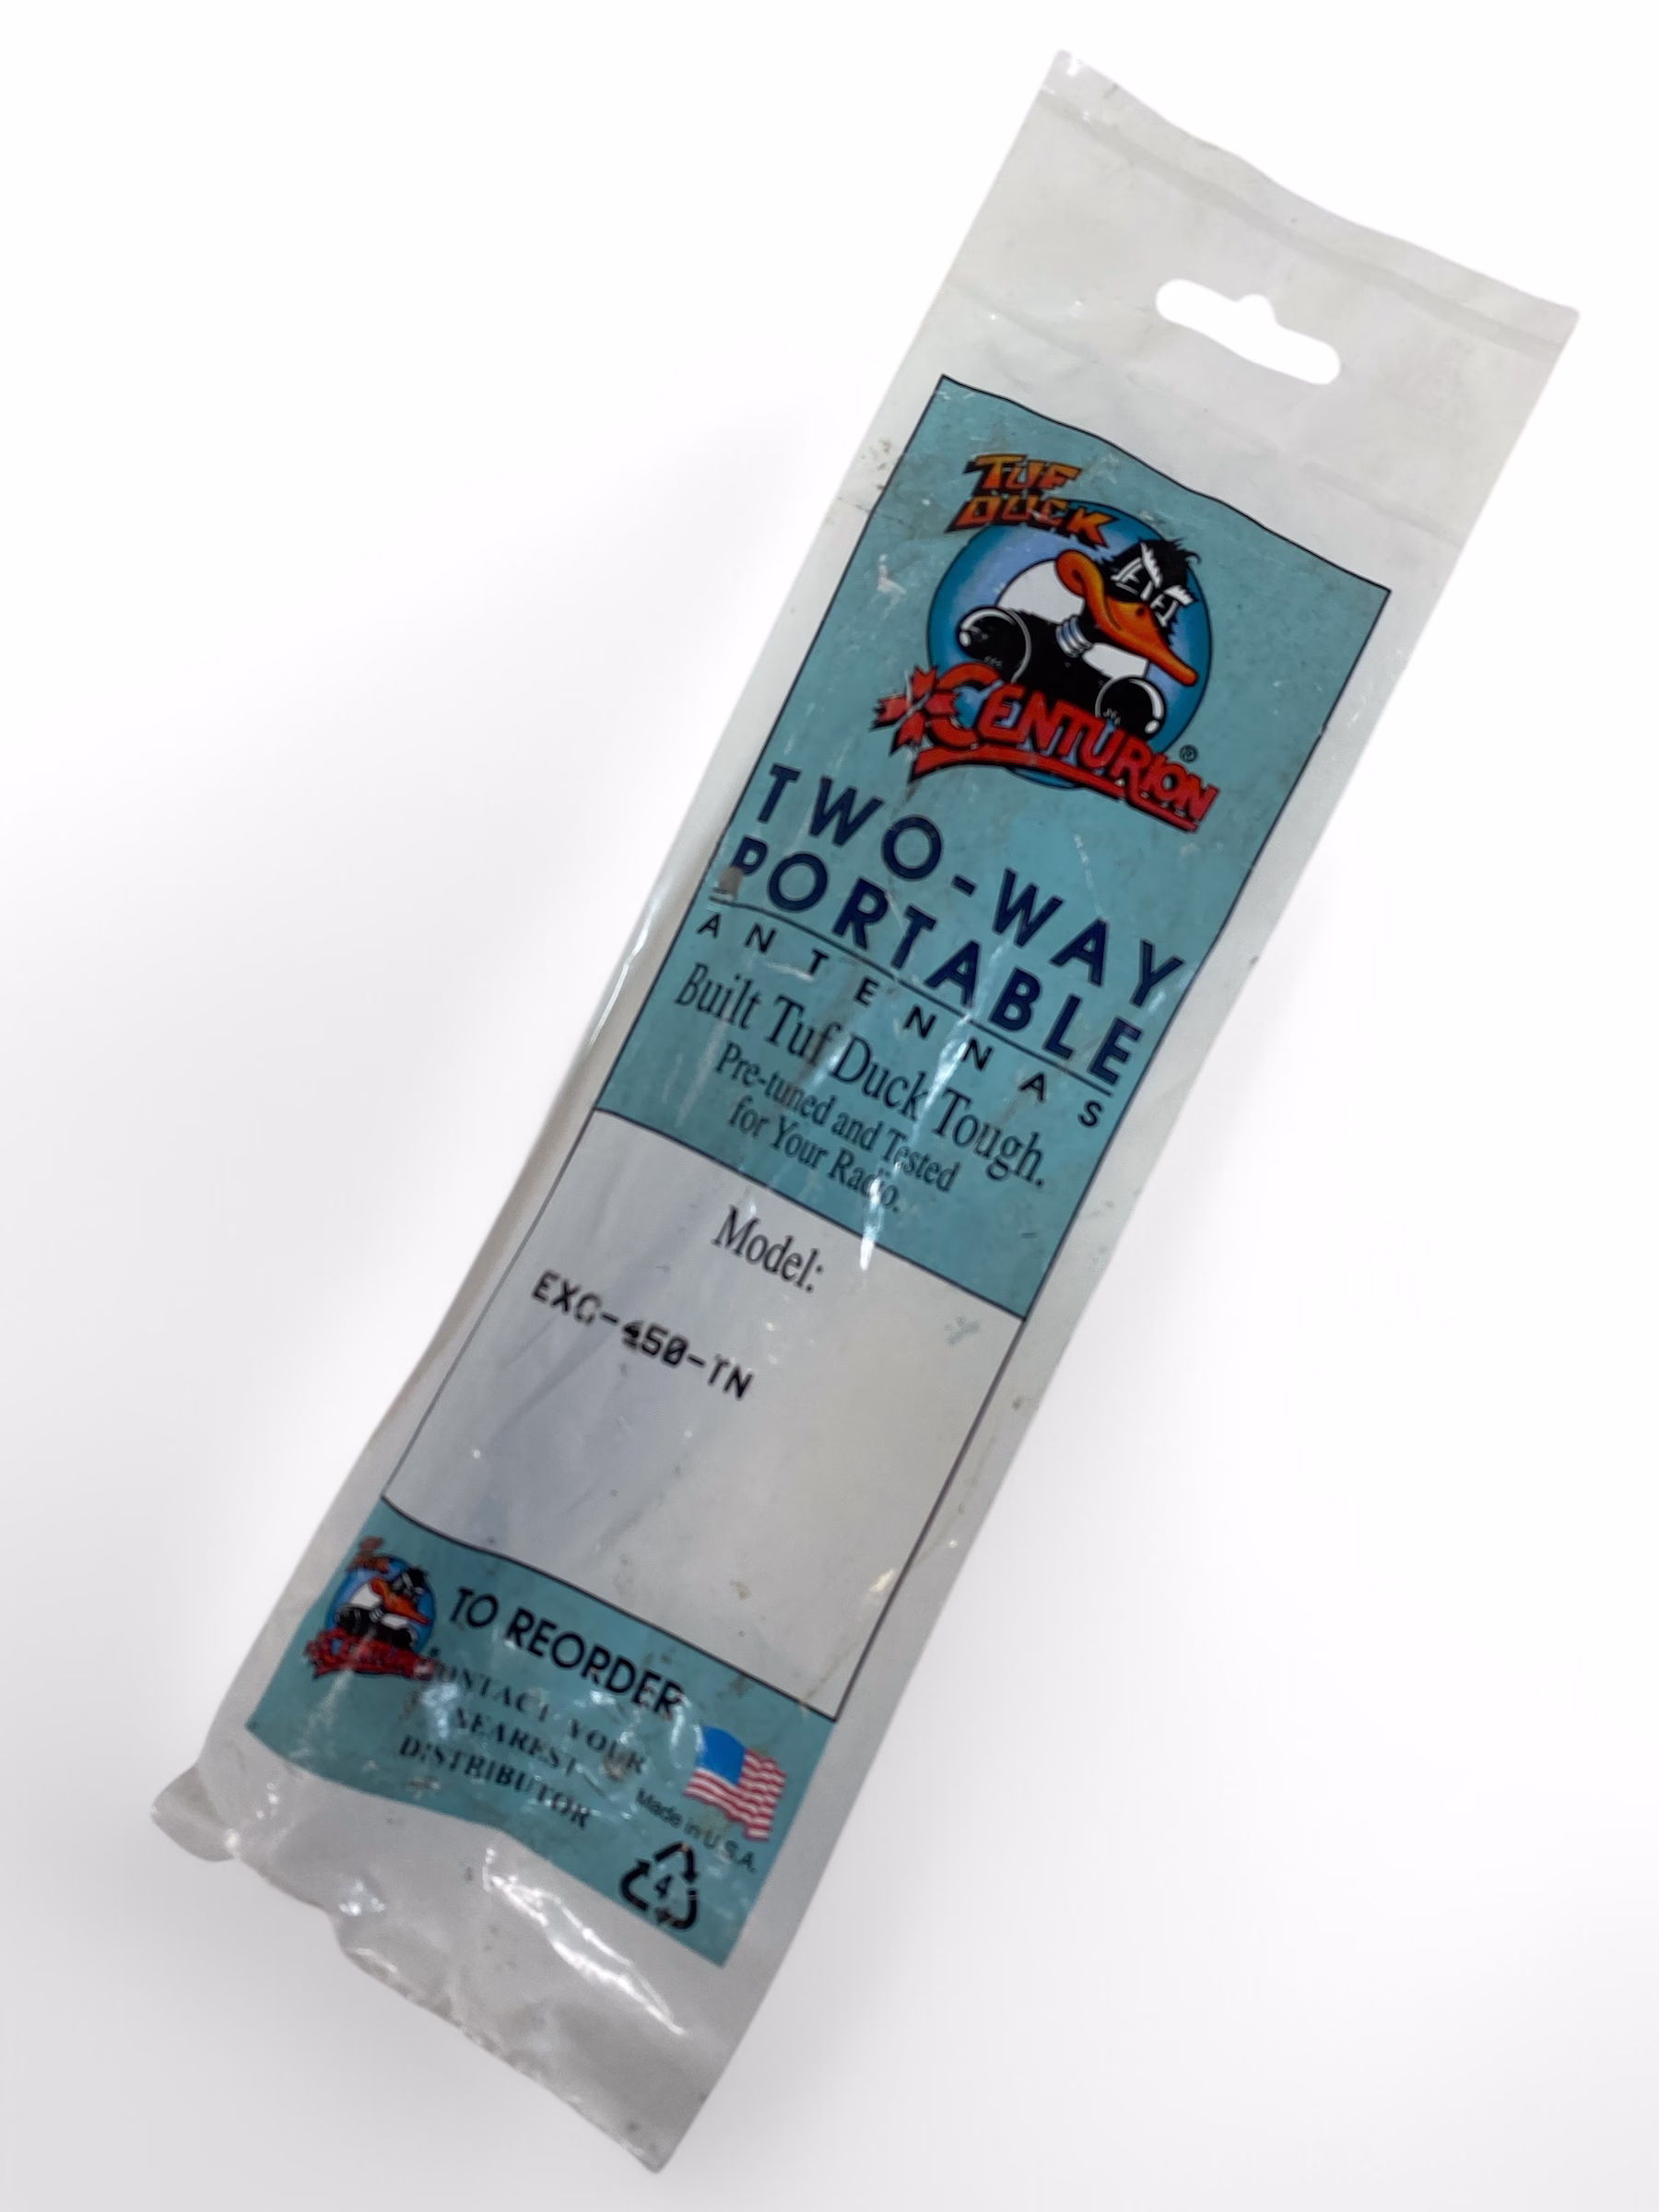 TUF
DUCK
CENTURION®
TWO-WAY
PORTABLE
ANTENNAS
Built Tuf Duck Tough.
Pre-tuned and Tested
for Your Radio.
Model:
EXC-450-TN
TO REORDER
CONTACT YOUR
NEAREST
DISTRIBUTOR
Made in U.S.A.
4